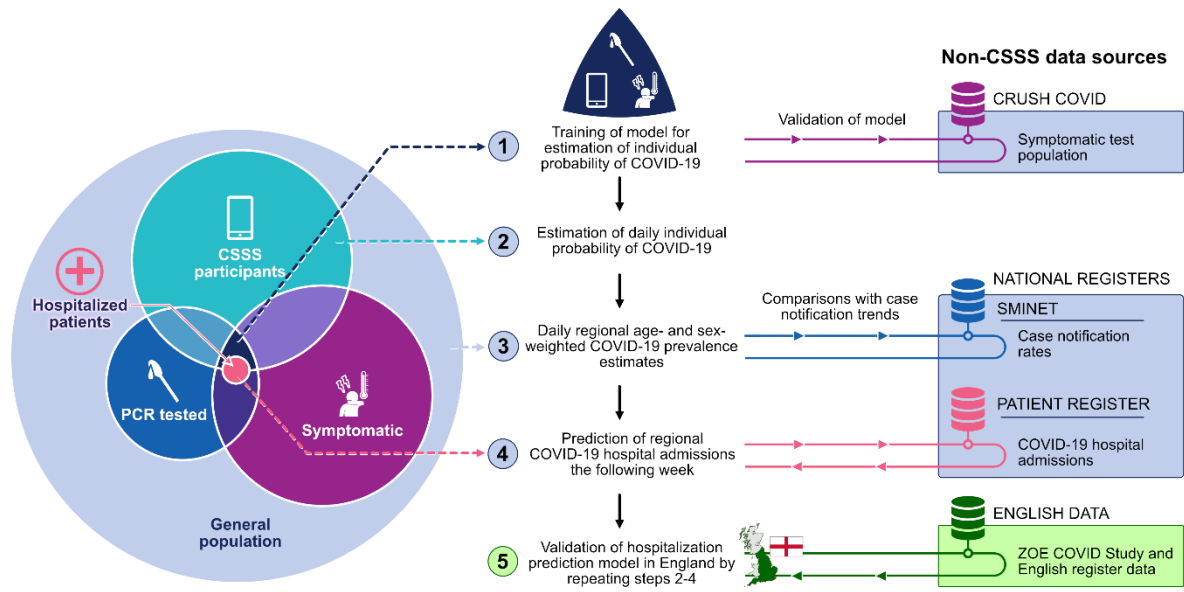 Non-CSSS data sources
CRUSH COVID
1
Training of model for
estimation of individual
probability of COVID-19
Validation of model
Symptomatic test
population
CSSS
participants
2
Estimation of daily individual
probability of COVID-19
Hospitalized
patients
NATIONAL REGISTERS
SMINET
Comparisons with case
notification trends
3
Daily regional age- and sex-
weighted COVID-19 prevalence
estimates
Case notification
rates
PCR tested
Symptomatic
PATIENT REGISTER
4
Prediction of regional
COVID-19 hospital admissions
the following week
COVID-19 hospital
admissions
General
population
ENGLISH DATA
5
Validation of hospitalization
prediction model in England by
repeating steps 2-4
ZOE COVID Study and
English register data